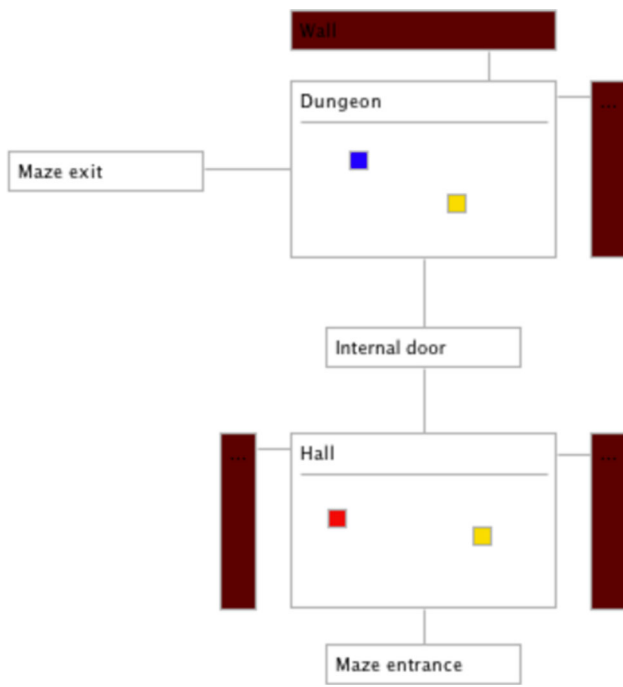 Wall
Dungeon
...
Maze exit
Internal door
...
Hall
...
Maze entrance